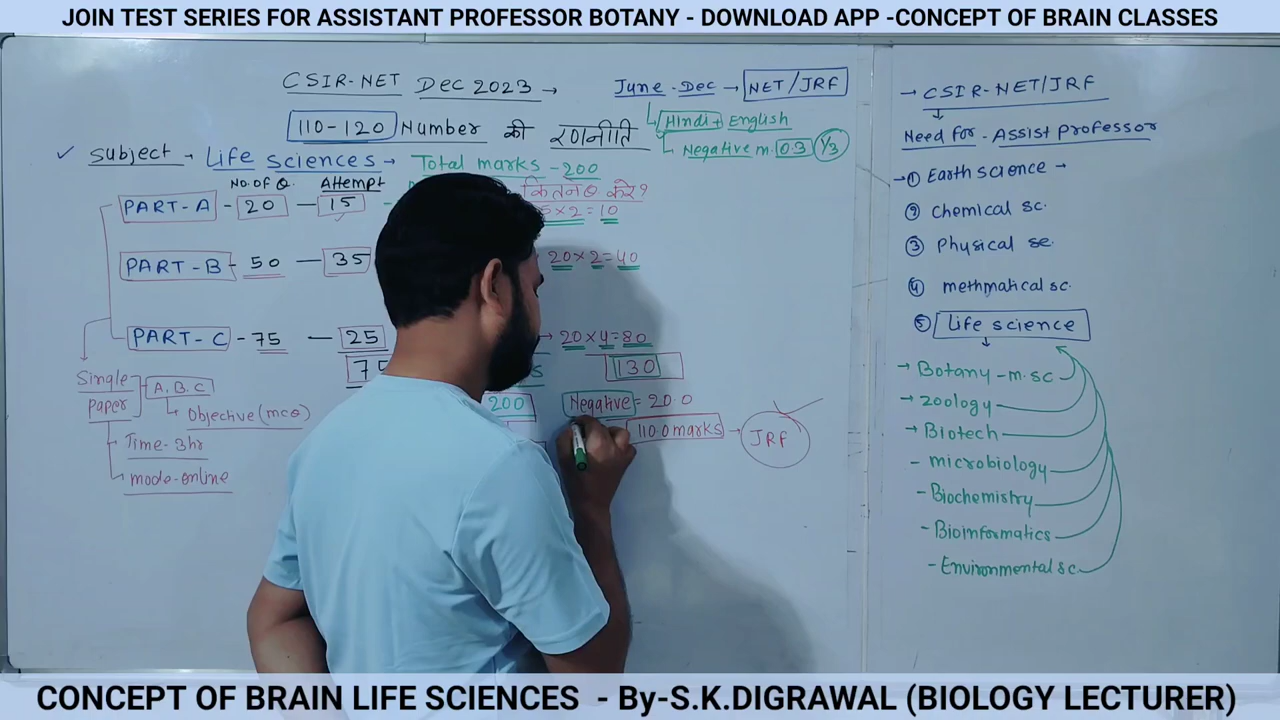 JOIN TEST SERIES FOR ASSISTANT PROFESSOR BOTANY - DOWNLOAD APP -CONCEPT OF BRAIN CLASSES
CSIR-NET Dec 2023 →
June-Dec → NET/JRF
Hindi + English
Negative m. 0.3 1/3
110-120 Number की रणनीति
✓ Subject → Life Sciences → Total marks - 200
No. of Q. Attempt कितने Q करे?
PART-A - 20 — 15 - 5×2=10
PART-B - 50 — 35 20×2=40
PART-C - 75 — 25 → 20×4=80
75 130
200 Negative = 20.0
110.0 marks → JRF
Single Paper
A, B, C
Objective (mcQ)
Time-3hr
mode-online
→ CSIR-NET/JRF
Need for - Assist Professor
→ ① Earth science →
② Chemical sc.
③ Physical se.
④ methmatical sc.
⑤ Life science
→ Botany - m.sc
→ Zoology
→ Biotech
- microbiology
- Biochemistry
- Bioinformatics
- Environmental sc.
CONCEPT OF BRAIN LIFE SCIENCES - By-S.K.DIGRAWAL (BIOLOGY LECTURER)